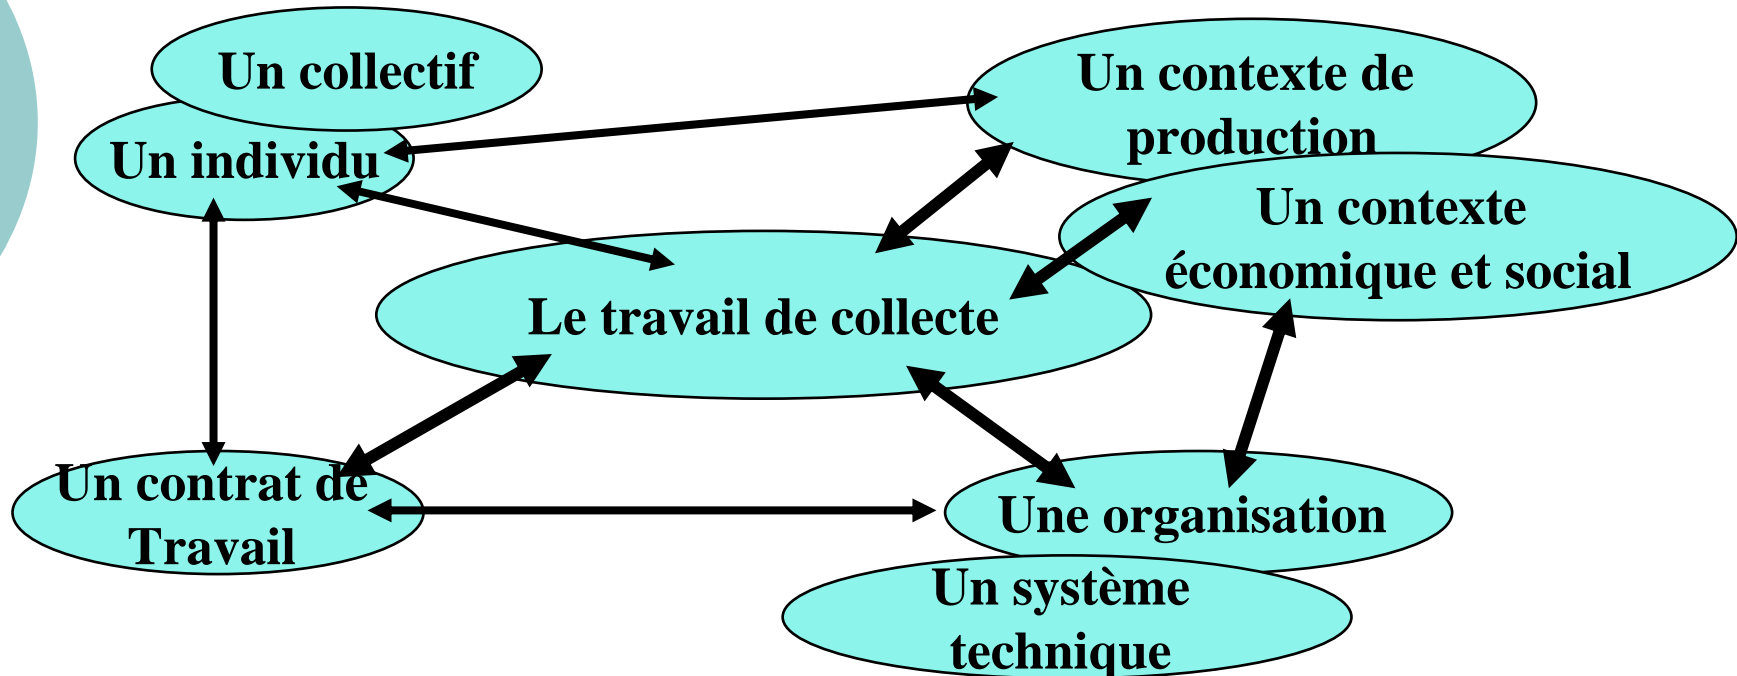 Un collectif
Un individu
Un contexte de
production
Un contexte
économique et social
Le travail de collecte
Un contrat de
Travail
Une organisation
Un système
technique